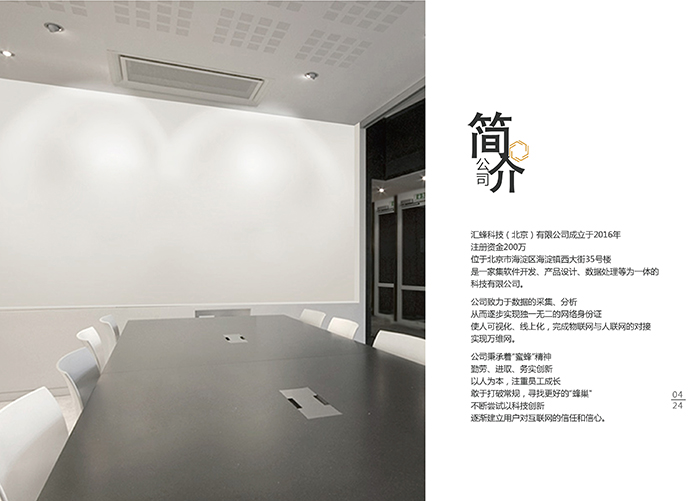 简介
公司
汇蜂科技（北京）有限公司成立于2016年
注册资金200万
位于北京市海淀区海淀镇西大街35号楼
是一家集软件开发、产品设计、数据处理等为一体的
科技有限公司。
公司致力于数据的采集、分析
从而逐步实现独一无二的网络身份证
使人可视化、线上化，完成物联网与人联网的对接
实现万维网。
公司秉承着“蜜蜂”精神
勤劳、进取、务实创新
以人为本，注重员工成长
敢于打破常规，寻找更好的“蜂巢”
不断尝试以科技创新
逐渐建立用户对互联网的信任和信心。
04
24